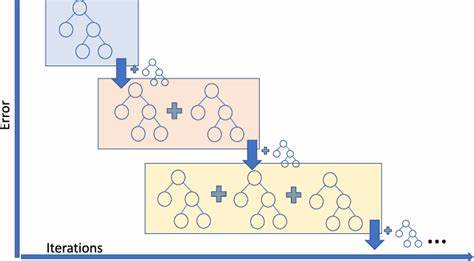 Error
+
+
+
+ +
+ ...
Iterations